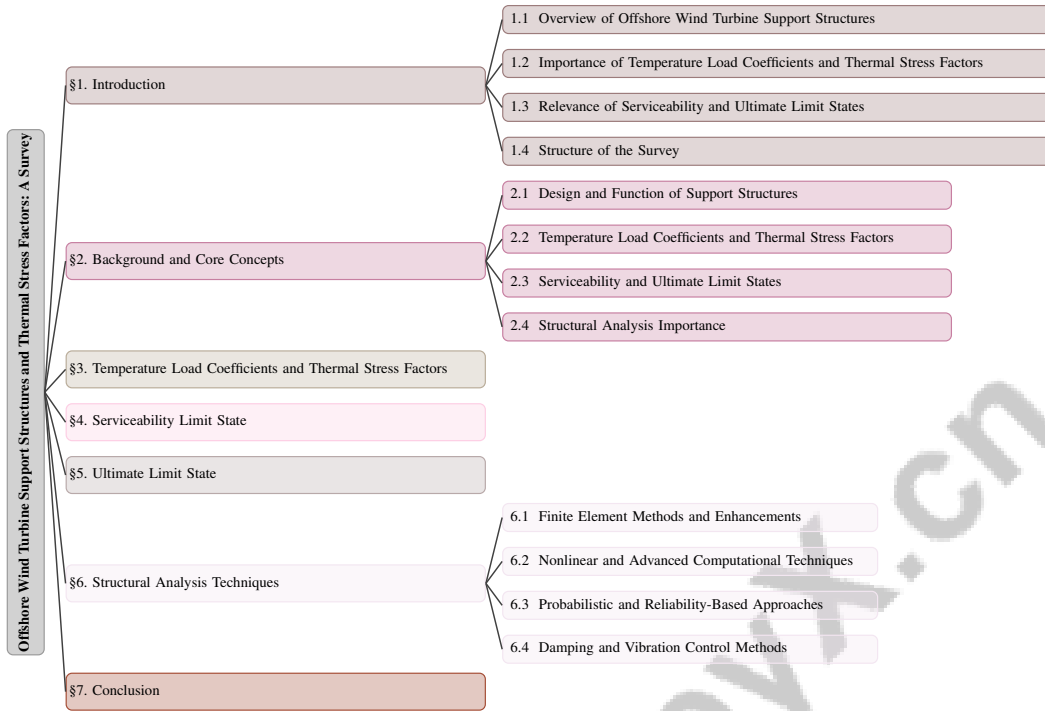 Offshore Wind Turbine Support Structures and Thermal Stress Factors: A Survey
§1. Introduction
1.1 Overview of Offshore Wind Turbine Support Structures
1.2 Importance of Temperature Load Coefficients and Thermal Stress Factors
1.3 Relevance of Serviceability and Ultimate Limit States
1.4 Structure of the Survey
§2. Background and Core Concepts
2.1 Design and Function of Support Structures
2.2 Temperature Load Coefficients and Thermal Stress Factors
2.3 Serviceability and Ultimate Limit States
2.4 Structural Analysis Importance
§3. Temperature Load Coefficients and Thermal Stress Factors
§4. Serviceability Limit State
§5. Ultimate Limit State
§6. Structural Analysis Techniques
6.1 Finite Element Methods and Enhancements
6.2 Nonlinear and Advanced Computational Techniques
6.3 Probabilistic and Reliability-Based Approaches
6.4 Damping and Vibration Control Methods
§7. Conclusion